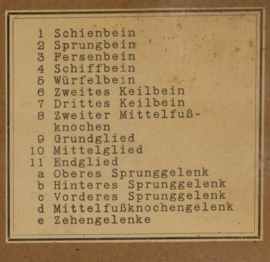 1 Schienbein
2 Sprungbein
3 Fersenbein
4 Schiffbein
5 Würfelbein
6 Zweites Keilbein
7 Drittes Keilbein
8 Zweiter Mittelfuß-
knochen
9 Grundglied
10 Mittelglied
11 Endglied
a Oberes Sprunggelenk
b Hinteres Sprunggelenk
c Vorderes Sprunggelenk
d Mittelfußknochengelenk
e Zehengelenke